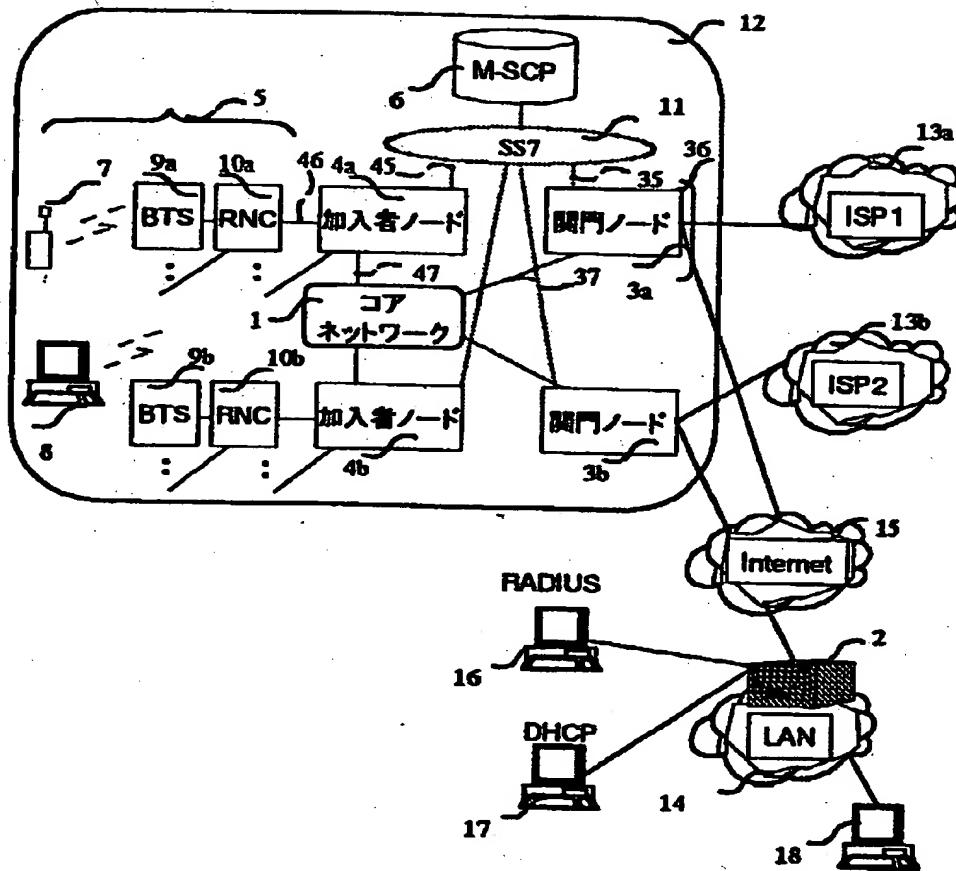 12
M-SCP
6
5
11
SS7
7
9a
10a
46
4a
45
35
36
13a
BTS
RNC
加入者ノード
関門ノード
ISP1
47
37
3a
1
コア
ネットワーク
13b
ISP2
9b
10b
BTS
RNC
加入者ノード
関門ノード
8
4b
3b
15
Internet
RADIUS
2
16
DHCP
LAN
14
17
18